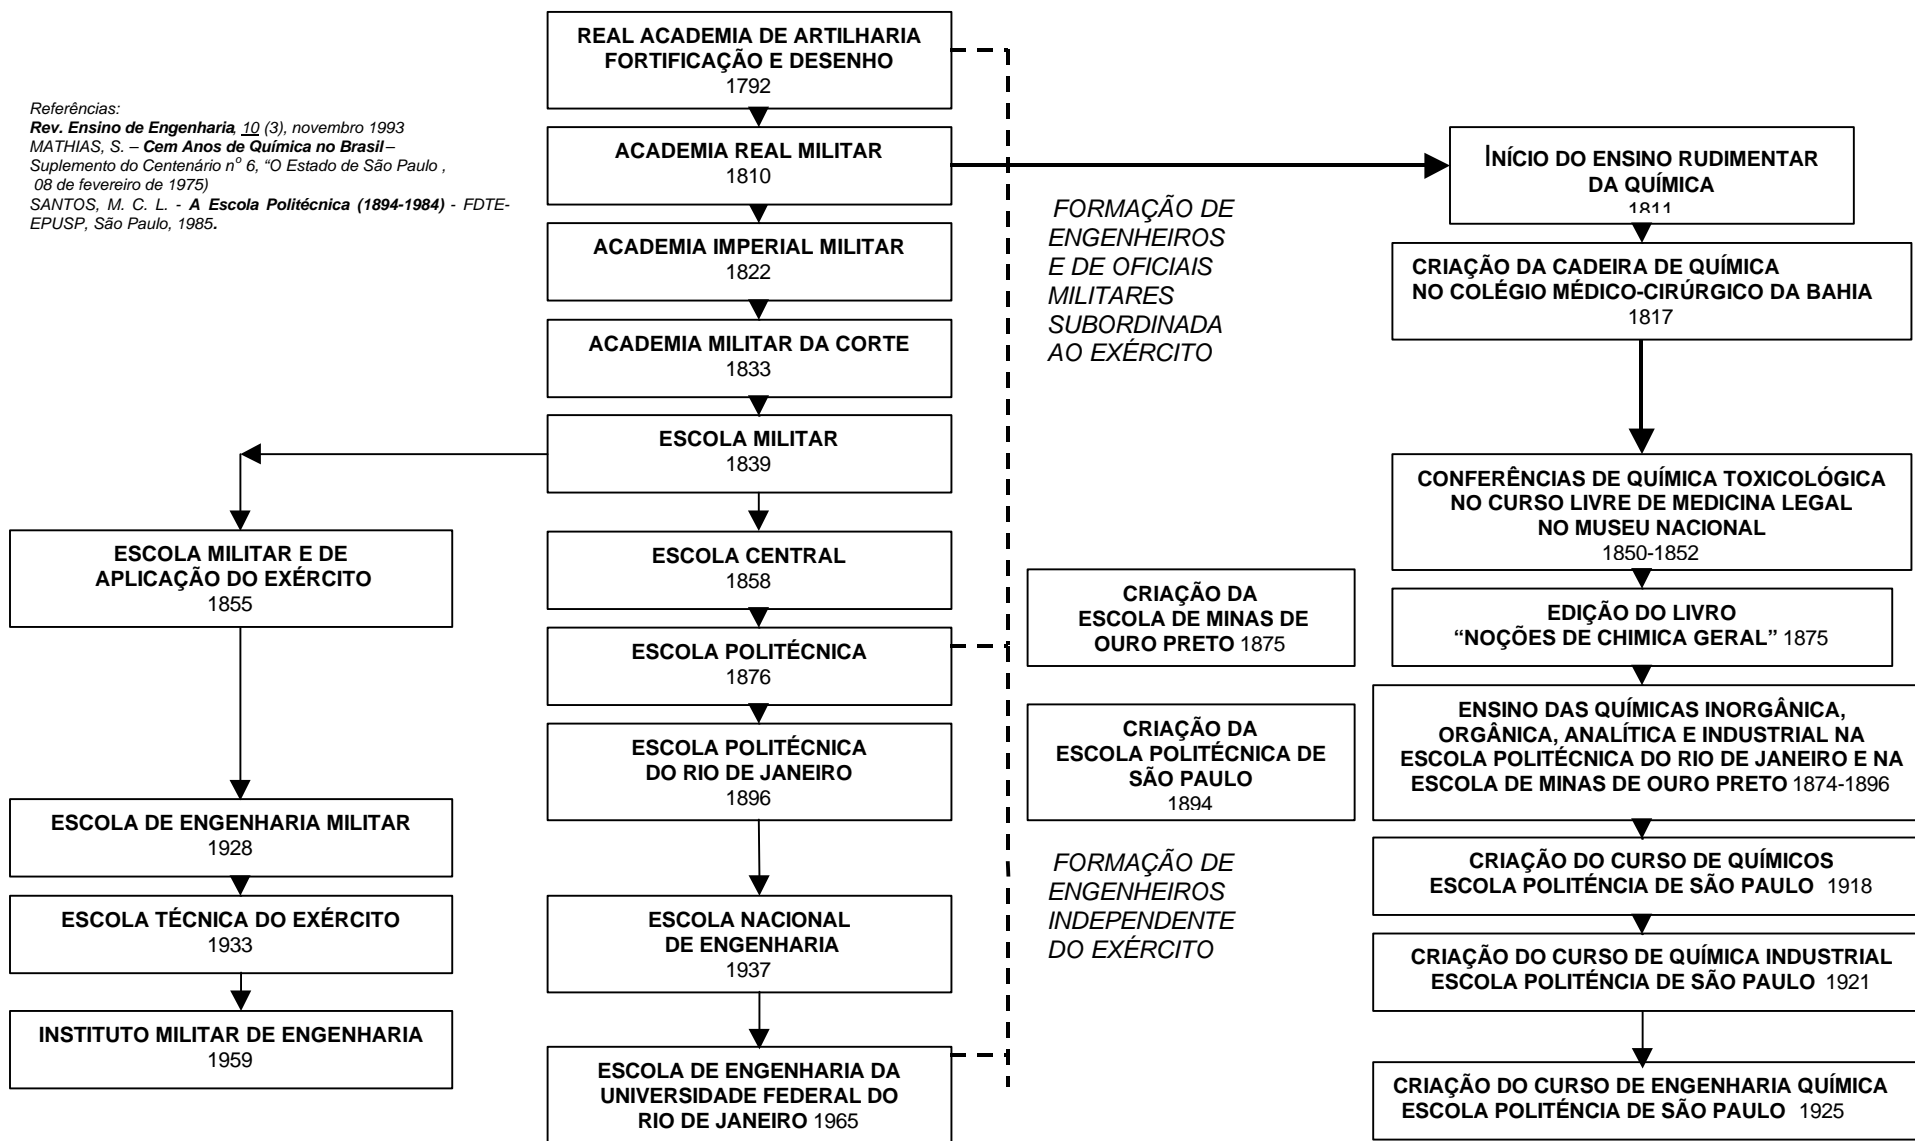 Referências:
Rev. Ensino de Engenharia, 10 (3), novembro 1993
MATHIAS, S. – Cem Anos de Química no Brasil –
Suplemento do Centenário nº 6, “O Estado de São Paulo ,
08 de fevereiro de 1975)
SANTOS, M. C. L. - A Escola Politécnica (1894-1984) - FDTE-
EPUSP, São Paulo, 1985.
REAL ACADEMIA DE ARTILHARIA
FORTIFICAÇÃO E DESENHO
1792
ACADEMIA REAL MILITAR
1810
ACADEMIA IMPERIAL MILITAR
1822
ACADEMIA MILITAR DA CORTE
1833
ESCOLA MILITAR
1839
ESCOLA CENTRAL
1858
ESCOLA POLITÉCNICA
1876
ESCOLA POLITÉCNICA
DO RIO DE JANEIRO
1896
ESCOLA NACIONAL
DE ENGENHARIA
1937
ESCOLA DE ENGENHARIA DA
UNIVERSIDADE FEDERAL DO
RIO DE JANEIRO 1965
ESCOLA MILITAR E DE
APLICAÇÃO DO EXÉRCITO
1855
ESCOLA DE ENGENHARIA MILITAR
1928
ESCOLA TÉCNICA DO EXÉRCITO
1933
INSTITUTO MILITAR DE ENGENHARIA
1959
FORMAÇÃO DE
ENGENHEIROS
E DE OFICIAIS
MILITARES
SUBORDINADA
AO EXÉRCITO
CRIAÇÃO DA
ESCOLA DE MINAS DE
OURO PRETO 1875
CRIAÇÃO DA
ESCOLA POLITÉCNICA DE
SÃO PAULO
1894
FORMAÇÃO DE
ENGENHEIROS
INDEPENDENTE
DO EXÉRCITO
INÍCIO DO ENSINO RUDIMENTAR
DA QUÍMICA
1811
CRIAÇÃO DA CADEIRA DE QUÍMICA
NO COLÉGIO MÉDICO-CIRÚRGICO DA BAHIA
1817
CONFERÊNCIAS DE QUÍMICA TOXICOLÓGICA
NO CURSO LIVRE DE MEDICINA LEGAL
NO MUSEU NACIONAL
1850-1852
EDIÇÃO DO LIVRO
“NOÇÕES DE CHIMICA GERAL” 1875
ENSINO DAS QUÍMICAS INORGÂNICA,
ORGÂNICA, ANALÍTICA E INDUSTRIAL NA
ESCOLA POLITÉCNICA DO RIO DE JANEIRO E NA
ESCOLA DE MINAS DE OURO PRETO 1874-1896
CRIAÇÃO DO CURSO DE QUÍMICOS
ESCOLA POLITÉNCIA DE SÃO PAULO 1918
CRIAÇÃO DO CURSO DE QUÍMICA INDUSTRIAL
ESCOLA POLITÉNCIA DE SÃO PAULO 1921
CRIAÇÃO DO CURSO DE ENGENHARIA QUÍMICA
ESCOLA POLITÉNCIA DE SÃO PAULO 1925